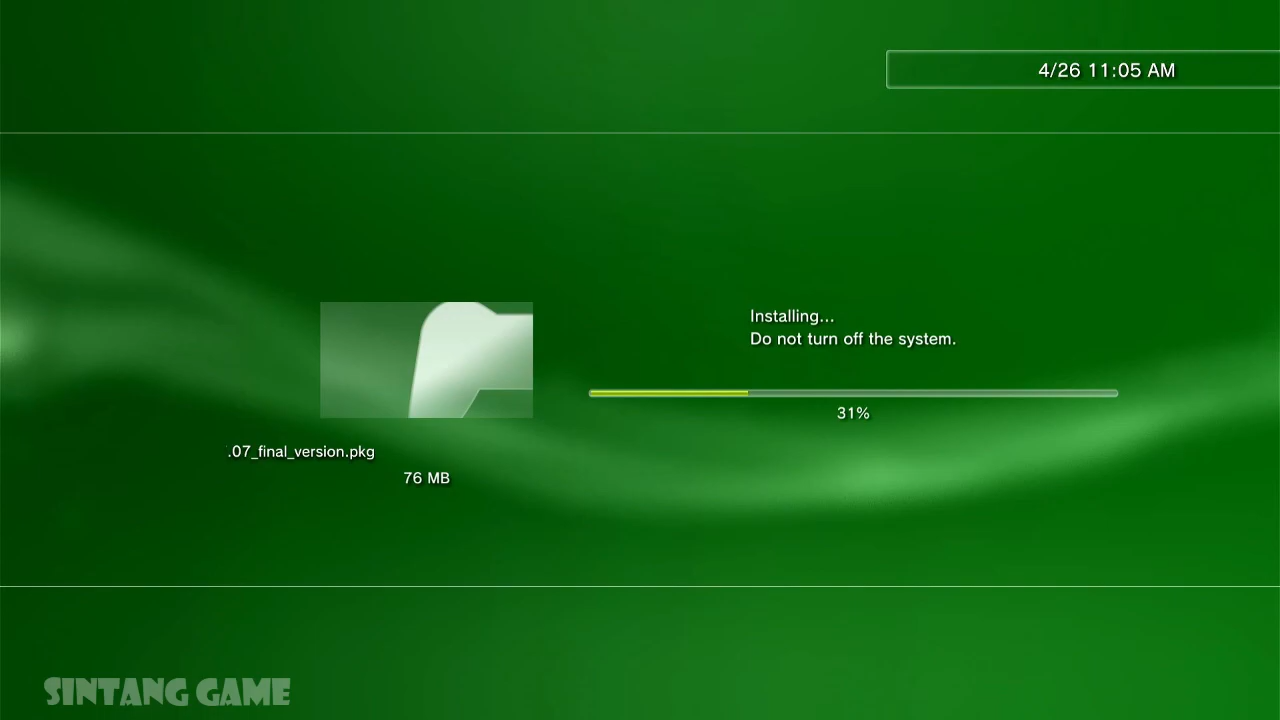 4/26 11:05 AM
Installing...
Do not turn off the system.
31%
.07_final_version.pkg
76 MB
SINTANG GAME